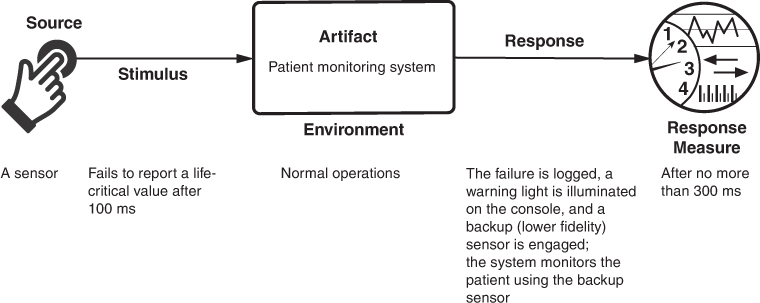 Source
Stimulus
Artifact
Patient monitoring system
Environment
Response
1
2
3
4
Response
Measure
A sensor
Fails to report a life-
critical value after
100 ms
Normal operations
The failure is logged, a
warning light is illuminated
on the console, and a
backup (lower fidelity)
sensor is engaged;
the system monitors the
patient using the backup
sensor
After no more
than 300 ms